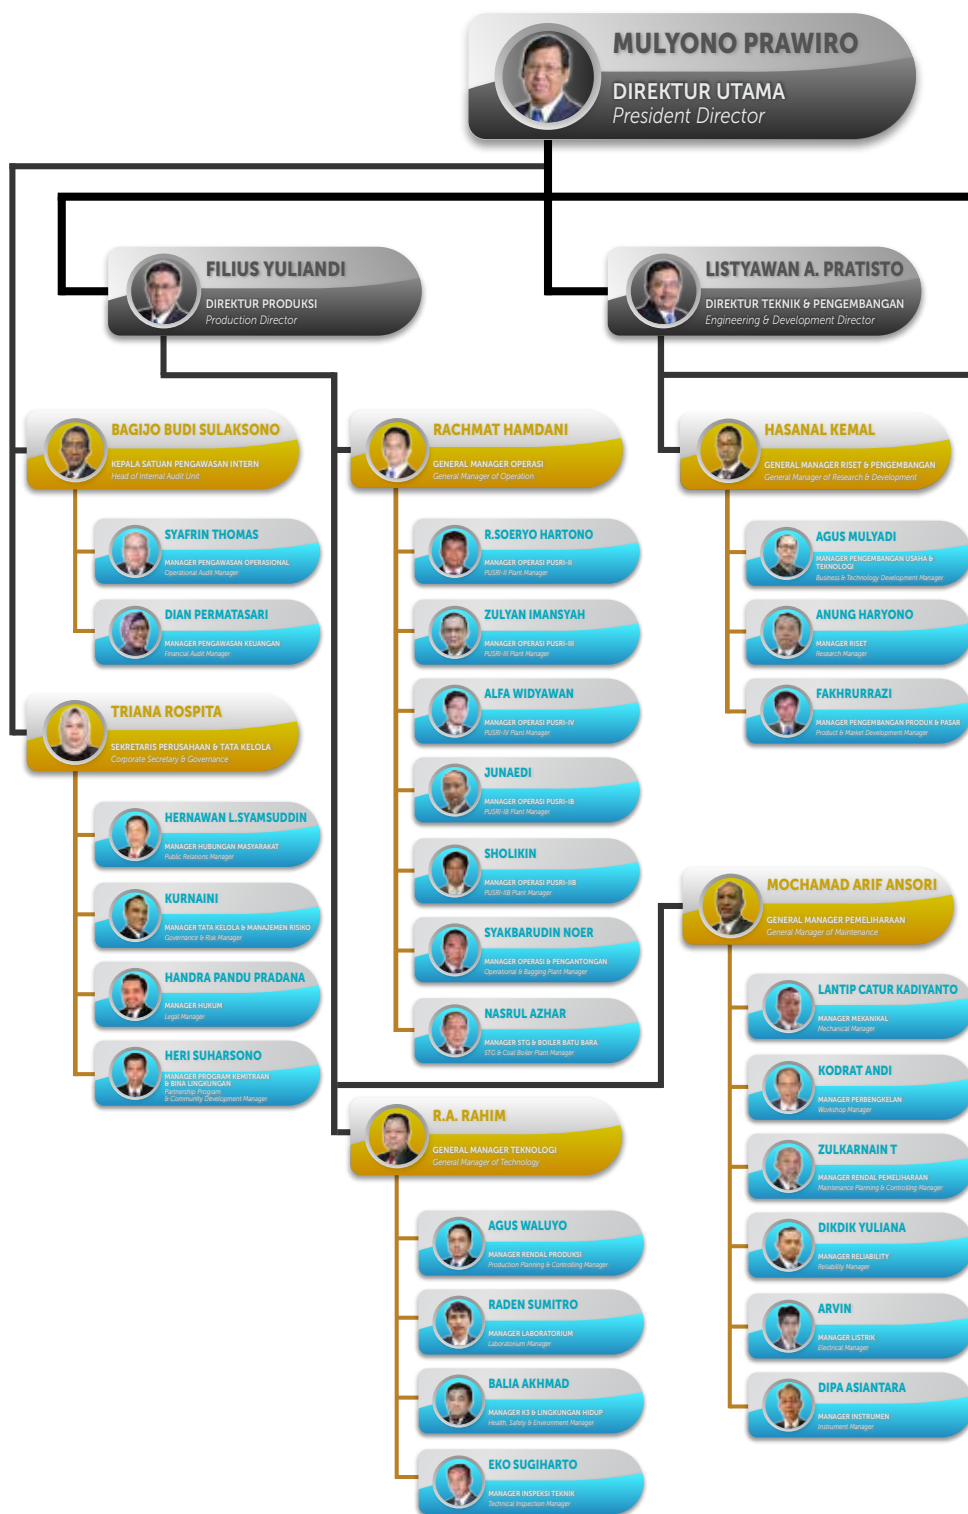 MULYONO PRAWIRO
DIREKTUR UTAMA
President Director
FILIUS YULIANDI
DIREKTUR PRODUKSI
Production Director
LISTYAWAN A. PRATISTO
DIREKTUR TEKNIK & PENGEMBANGAN
Engineering & Development Director
BAGIJO BUDI SULAKSONO
KEPALA SATUAN PENGAWASAN INTERN
Head of Internal Audit Unit
SYAFRIN THOMAS
MANAGER PENGAWASAN OPERASIONAL
Operational Audit Manager
DIAN PERMATASARI
MANAGER PENGAWASAN KEUANGAN
Financial Audit Manager
TRIANA ROSPITA
SEKRETARIS PERUSAHAAN & TATA KELOLA
Corporate Secretary & Governance
HERNAWAN L.SYAMSUDDIN
MANAGER HUBUNGAN MASYARAKAT
Public Relations Manager
KURNAINI
MANAGER TATA KELOLA & MANAJEMEN RISIKO
Governance & Risk Manager
HANDRA PANDU PRADANA
MANAGER HUKUM
Legal Manager
HERI SUHARSONO
MANAGER PROGRAM KEMITRAAN
& BINA LINGKUNGAN
Partnership Program
& Community Development Manager
RACHMAT HAMDANI
GENERAL MANAGER OPERASI
General Manager of Operation
R.SOERYO HARTONO
MANAGER OPERASI PUSRI-II
PUSRI-II Plant Manager
ZULYAN IMANSYAH
MANAGER OPERASI PUSRI-III
PUSRI-III Plant Manager
ALFA WIDYAWAN
MANAGER OPERASI PUSRI-IV
PUSRI-IV Plant Manager
JUNAEDI
MANAGER OPERASI PUSRI-IB
PUSRI-IB Plant Manager
SHOLIKIN
MANAGER OPERASI PUSRI-IIB
PUSRI-IIB Plant Manager
SYAKBARUDIN NOER
MANAGER OPERASI & PENGANTONGAN
Operational & Bagging Plant Manager
NASRUL AZHAR
MANAGER STG & BOILER BATU BARA
STG & Coal Boiler Plant Manager
R.A. RAHIM
GENERAL MANAGER TEKNOLOGI
General Manager of Technology
AGUS WALUYO
MANAGER RENDAL PRODUKSI
Production Planning & Controlling Manager
RADEN SUMITRO
MANAGER LABORATORIUM
Laboratorium Manager
BALIA AKHMAD
MANAGER K3 & LINGKUNGAN HIDUP
Health, Safety & Environment Manager
EKO SUGIHARTO
MANAGER INSPEKSI TEKNIK
Technical Inspection Manager
HASANAL KEMAL
GENERAL MANAGER RISET & PENGEMBANGAN
General Manager of Research & Development
AGUS MULYADI
MANAGER PENGEMBANGAN USAHA &
TEKNOLOGI
Business & Technology Development Manager
ANUNG HARYONO
MANAGER RISET
Research Manager
FAKHRURRAZI
MANAGER PENGEMBANGAN PRODUK & PASAR
Product & Market Development Manager
MOCHAMAD ARIF ANSORI
GENERAL MANAGER PEMELIHARAAN
General Manager of Maintenance
LANTIP CATUR KADIYANTO
MANAGER MEKANIKAL
Mechanical Manager
KODRAT ANDI
MANAGER PERBENGKELAN
Workshop Manager
ZULKARNAIN T
MANAGER RENDAL PEMELIHARAAN
Maintenance Planning & Controlling Manager
DIKDIK YULIANA
MANAGER RELIABILITY
Reliability Manager
ARVIN
MANAGER LISTRIK
Electrical Manager
DIPA ASIANTARA
MANAGER INSTRUMEN
Instrument Manager